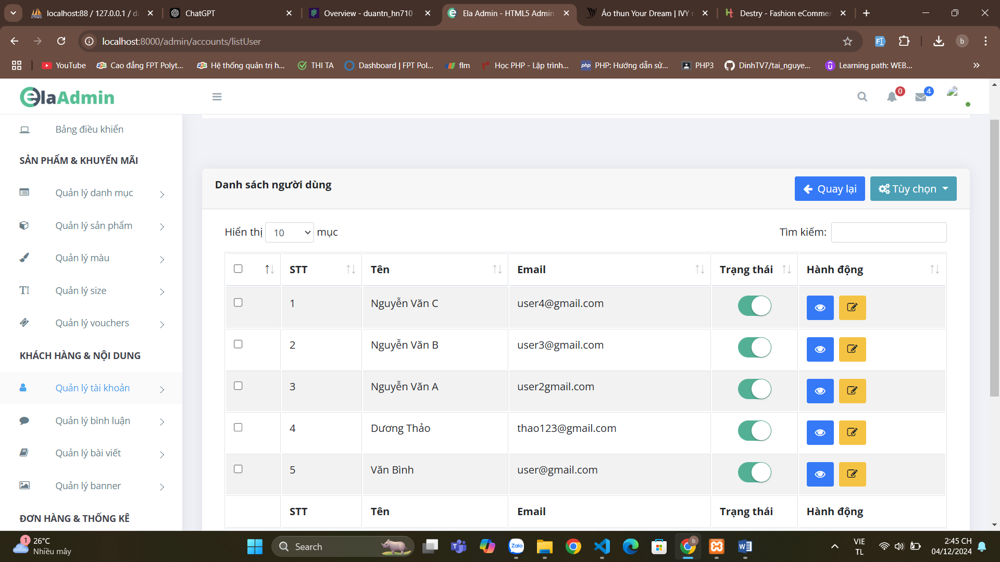 localhost:88 / 127.0.0.1 / d
ChatGPT
Overview - duantn_hn710
Ela Admin - HTML5 Admin
Áo thun Your Dream | IVY
Destry - Fashion eCommer
localhost:8000/admin/accounts/listUser
b
YouTube
Cao đẳng FPT Polyt...
Hệ thống quản trị h...
THI TA
Dashboard | FPT Pol...
flm
Học PHP - Lập trình...
php
PHP: Hướng dẫn sử...
PHP3
DinhTV7/tai_nguye...
Learning path: WEB...
elaAdmin
0
4
Bảng điều khiển
SẢN PHẨM & KHUYẾN MÃI
Quản lý danh mục
Quản lý sản phẩm
Quản lý màu
Quản lý size
Quản lý vouchers
KHÁCH HÀNG & NỘI DUNG
Quản lý tài khoản
Quản lý bình luận
Quản lý bài viết
Quản lý banner
ĐƠN HÀNG & THỐNG KÊ
Danh sách người dùng
Quay lại
Tùy chọn
Hiển thị 10 mục
Tìm kiếm:
STT Tên Email Trạng thái Hành động
1 Nguyễn Văn C user4@gmail.com
2 Nguyễn Văn B user3@gmail.com
3 Nguyễn Văn A user2gmail.com
4 Dương Thảo thao123@gmail.com
5 Văn Bình user@gmail.com
STT Tên Email Trạng thái Hành động
1
26°C
Nhiều mây
Search
Zalo
b
VIE
TL
2:45 CH
04/12/2024